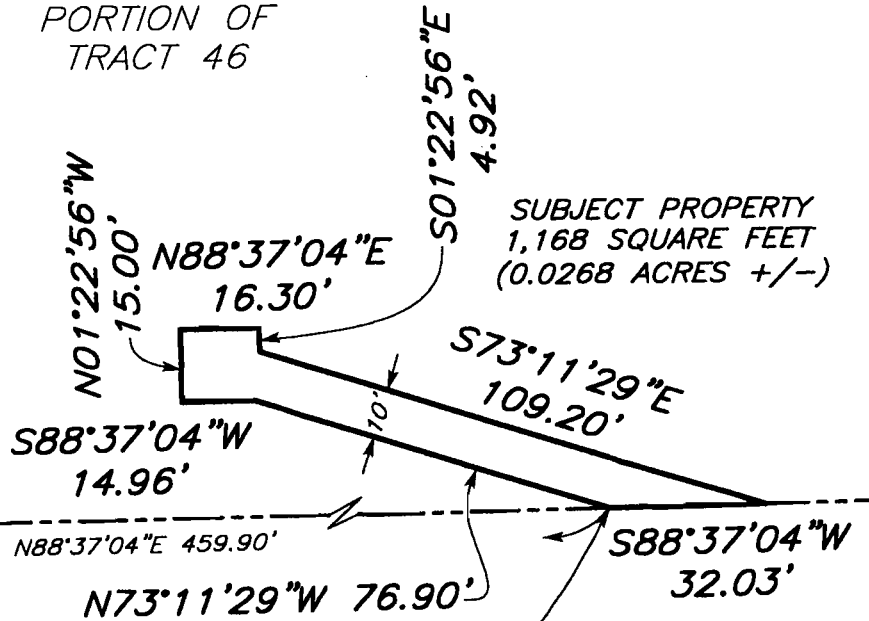 PORTION OF
TRACT 46
S01°22'56"E
4.92'
N01°22'56"W
15.00'
N88°37'04"E
16.30'
SUBJECT PROPERTY
1,168 SQUARE FEET
(0.0268 ACRES +/-)
S73°11'29"E
109.20'
10'
S88°37'04"W
14.96'
N88°37'04"E 459.90'
S88°37'04"W
32.03'
N73°11'29"W 76.90'